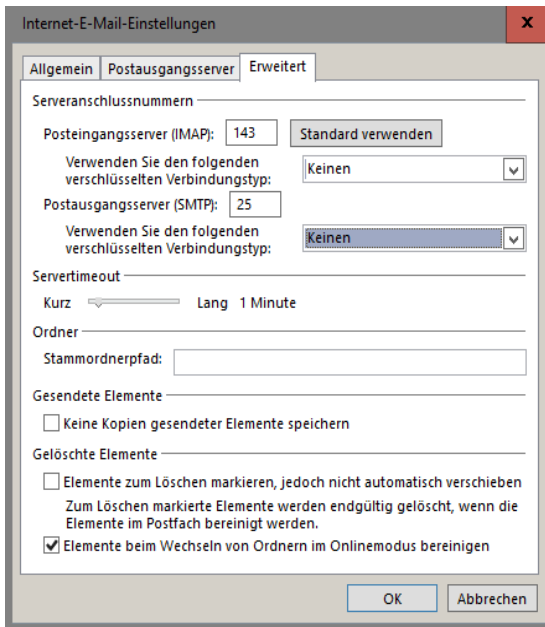 Internet-E-Mail-Einstellungen
x
Allgemein Postausgangsserver Erweitert
Serveranschlussnummern
Posteingangsserver (IMAP): 143 Standard verwenden
Verwenden Sie den folgenden
verschlüsselten Verbindungstyp: Keinen
Postausgangsserver (SMTP): 25
Verwenden Sie den folgenden
verschlüsselten Verbindungstyp: Keinen
Servertimeout
Kurz Lang 1 Minute
Ordner
Stammordnerpfad:
Gesendete Elemente
Keine Kopien gesendeter Elemente speichern
Gelöschte Elemente
Elemente zum Löschen markieren, jedoch nicht automatisch verschieben
Zum Löschen markierte Elemente werden endgültig gelöscht, wenn die
Elemente im Postfach bereinigt werden.
Elemente beim Wechseln von Ordnern im Onlinemodus bereinigen
OK Abbrechen